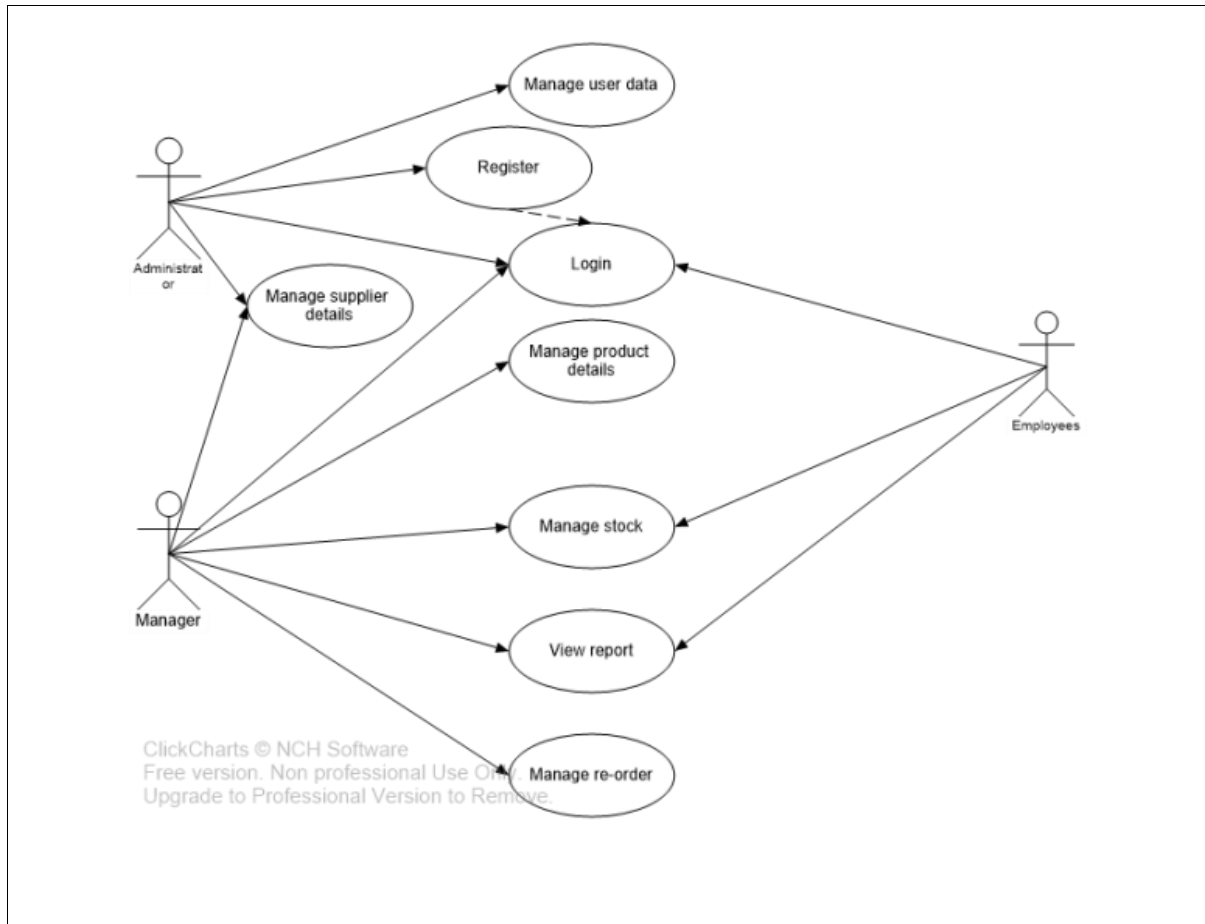 Manage user data
Register
Login
Administrat
or
Manage supplier
details
Manage product
details
Employees
Manage stock
Manager
View report
ClickCharts © NCH Software
Free version. Non professional Use Only.
Upgrade to Professional Version to Remove.
Manage re-order